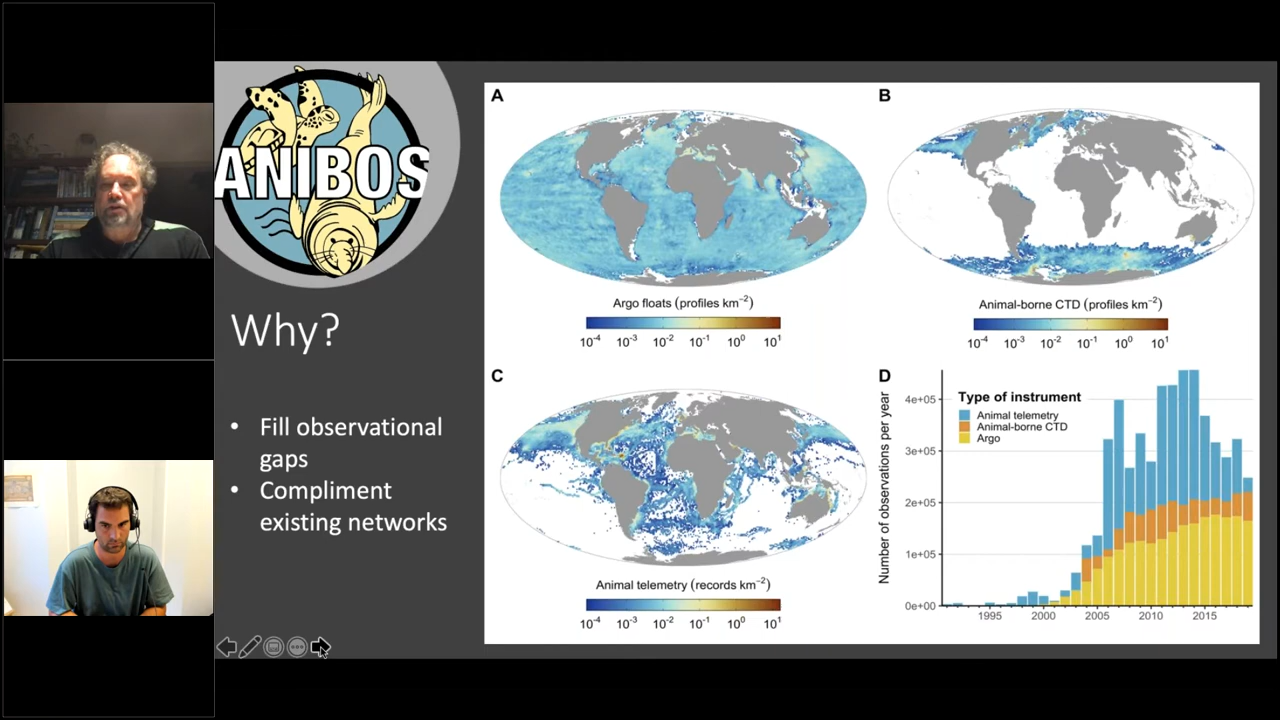 ANIBOS
Why?
• Fill observational
gaps
• Compliment
existing networks
A
Argo floats (profiles km⁻²)
10⁻⁴ 10⁻³ 10⁻² 10⁻¹ 10⁰ 10¹
B
Animal-borne CTD (profiles km⁻²)
10⁻⁴ 10⁻³ 10⁻² 10⁻¹ 10⁰ 10¹
C
Animal telemetry (records km⁻²)
10⁻⁴ 10⁻³ 10⁻² 10⁻¹ 10⁰ 10¹
D
Number of observations per year
4e+05
3e+05
2e+05
1e+05
0e+00
Type of instrument
Animal telemetry
Animal-borne CTD
Argo
1995 2000 2005 2010 2015